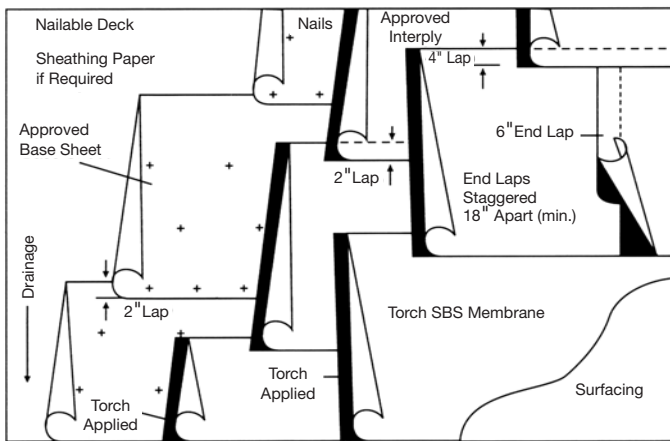 Nailable Deck
Sheathing Paper
if Required
Nails
Approved
Interply
4" Lap
Approved
Base Sheet
6" End Lap
2" Lap
End Laps
Staggered
18" Apart (min.)
Drainage
2" Lap
Torch SBS Membrane
Torch
Applied
Torch
Applied
Surfacing